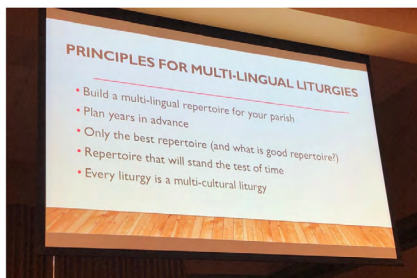 PRINCIPLES FOR MULTI-LINGUAL LITURGIES
• Build a multi-lingual repertoire for your parish
• Plan years in advance
• Only the best repertoire (and what is good repertoire?)
• Repertoire that will stand the test of time
• Every liturgy is a multi-cultural liturgy